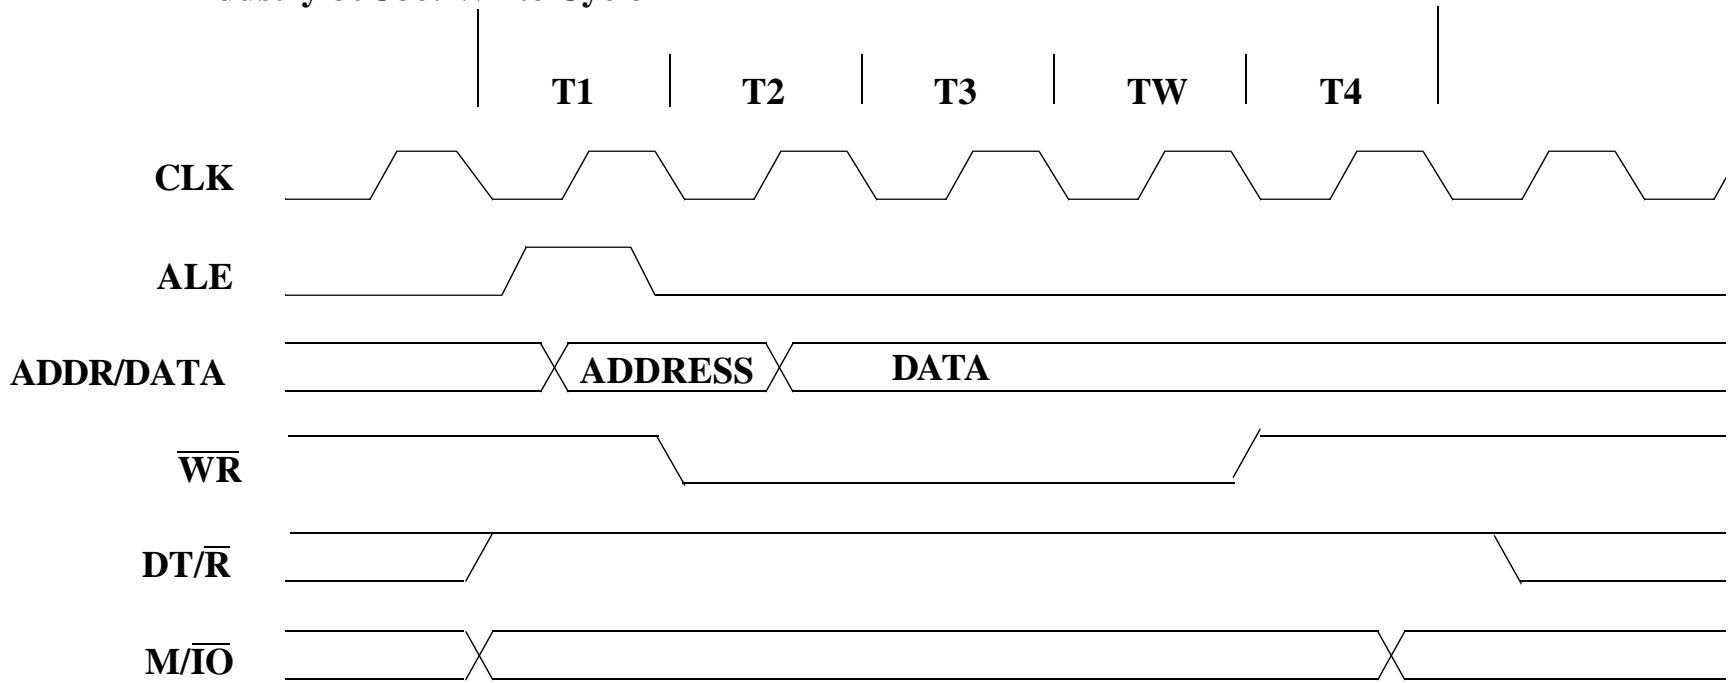 T1 T2 T3 TW T4
CLK
ALE
ADDR/DATA ADDRESS DATA
WR
DT/R
M/IO